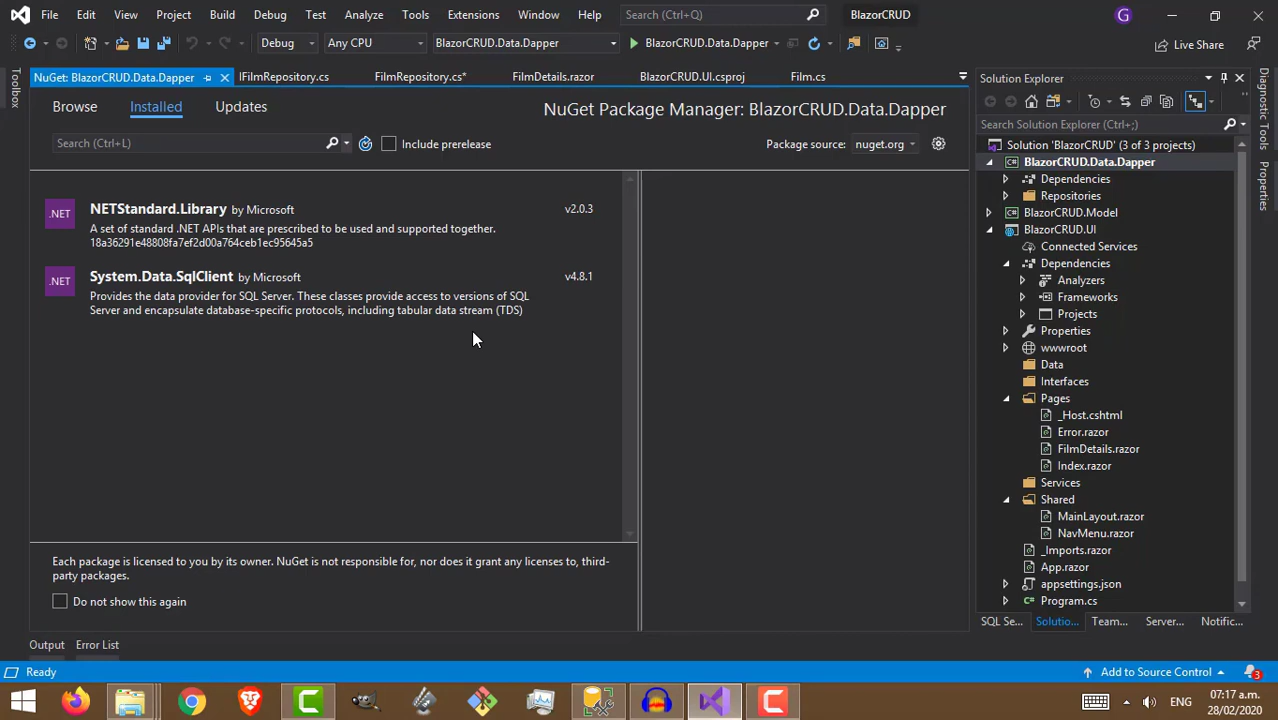 File Edit View Project Build Debug Test Analyze Tools Extensions Window Help Search (Ctrl+Q) BlazorCRUD G
Debug Any CPU BlazorCRUD.Data.Dapper BlazorCRUD.Data.Dapper Live Share
Toolbox
NuGet: BlazorCRUD.Data.Dapper IFilmRepository.cs FilmRepository.cs* FilmDetails.razor BlazorCRUD.UI.csproj Film.cs
Browse Installed Updates NuGet Package Manager: BlazorCRUD.Data.Dapper
Search (Ctrl+L) Include prerelease Package source: nuget.org
.NET NETStandard.Library by Microsoft v2.0.3
A set of standard .NET APIs that are prescribed to be used and supported together.
18a36291e48808fa7ef2d00a764ceb1ec95645a5
.NET System.Data.SqlClient by Microsoft v4.8.1
Provides the data provider for SQL Server. These classes provide access to versions of SQL
Server and encapsulate database-specific protocols, including tabular data stream (TDS)
Each package is licensed to you by its owner. NuGet is not responsible for, nor does it grant any licenses to, third-
party packages.
Do not show this again
Solution Explorer
Search Solution Explorer (Ctrl+;)
Solution 'BlazorCRUD' (3 of 3 projects)
C# BlazorCRUD.Data.Dapper
Dependencies
Repositories
C# BlazorCRUD.Model
BlazorCRUD.UI
Connected Services
Dependencies
Analyzers
Frameworks
Projects
Properties
wwwroot
Data
Interfaces
Pages
_Host.cshtml
Error.razor
FilmDetails.razor
Index.razor
Services
Shared
MainLayout.razor
NavMenu.razor
_Imports.razor
App.razor
appsettings.json
Program.cs
SQL Se... Solutio... Team... Server... Notific...
Diagnostic Tools
Properties
Output Error List
Ready Add to Source Control 3
ENG 07:17 a.m.
28/02/2020